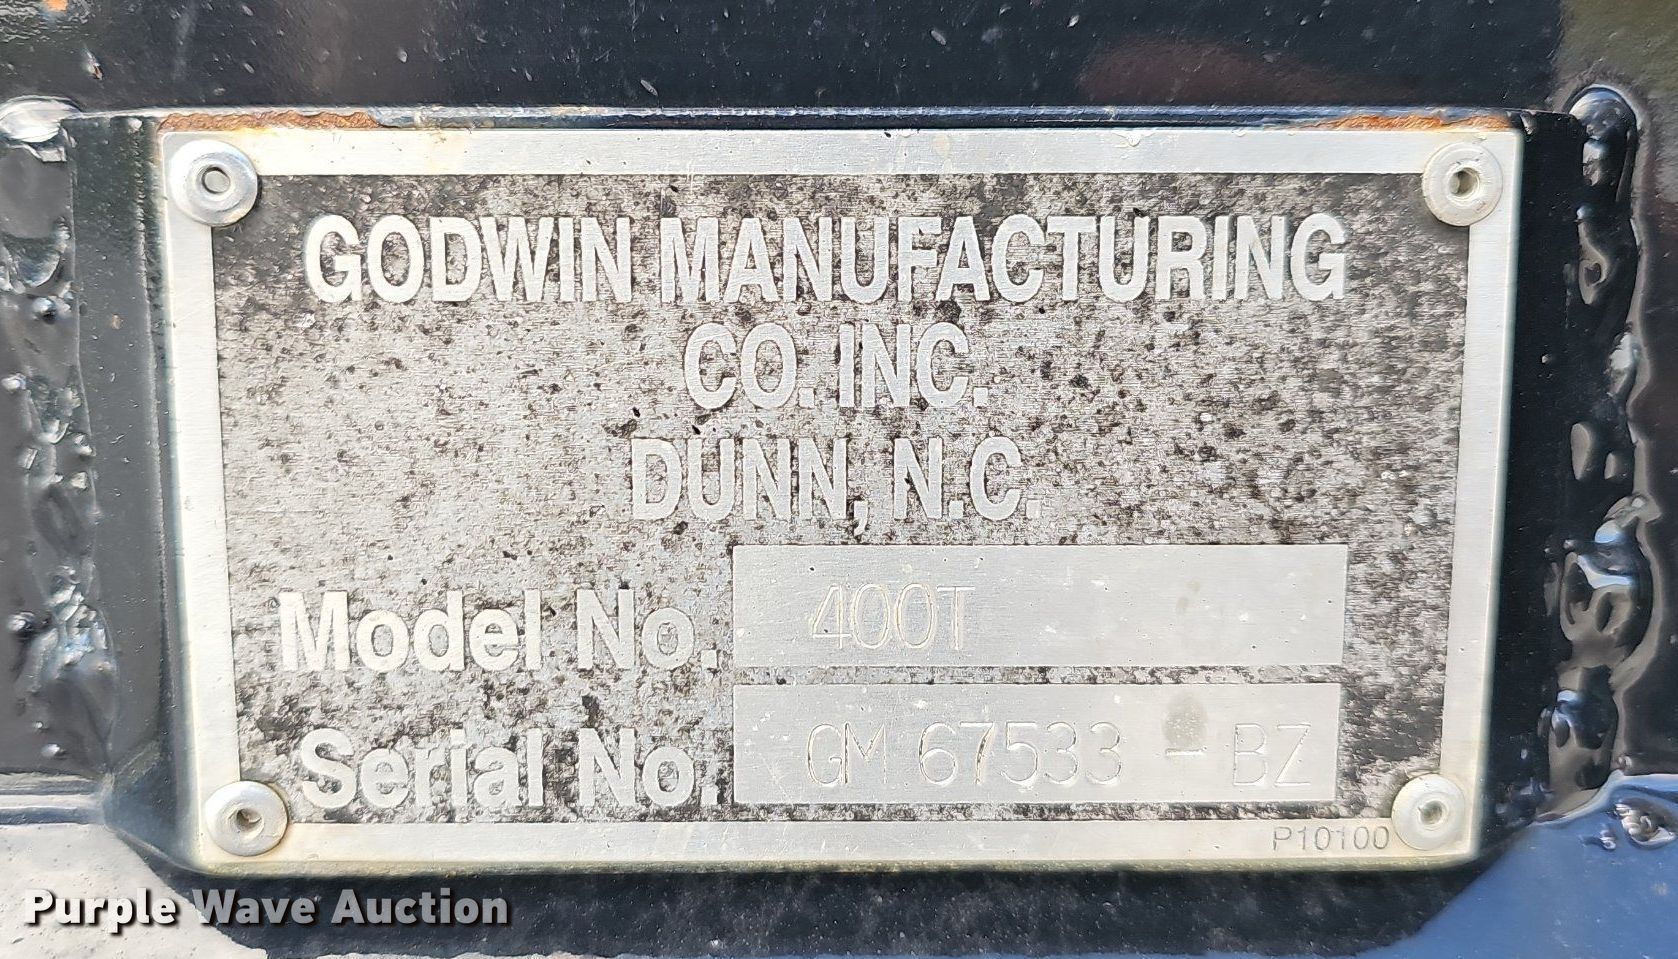 GODWIN MANUFACTURING
CO. INC.
DUNN, N.C.
Model No. 400T
Serial No. GM 67533 - BZ
P10100
Purple Wave Auction